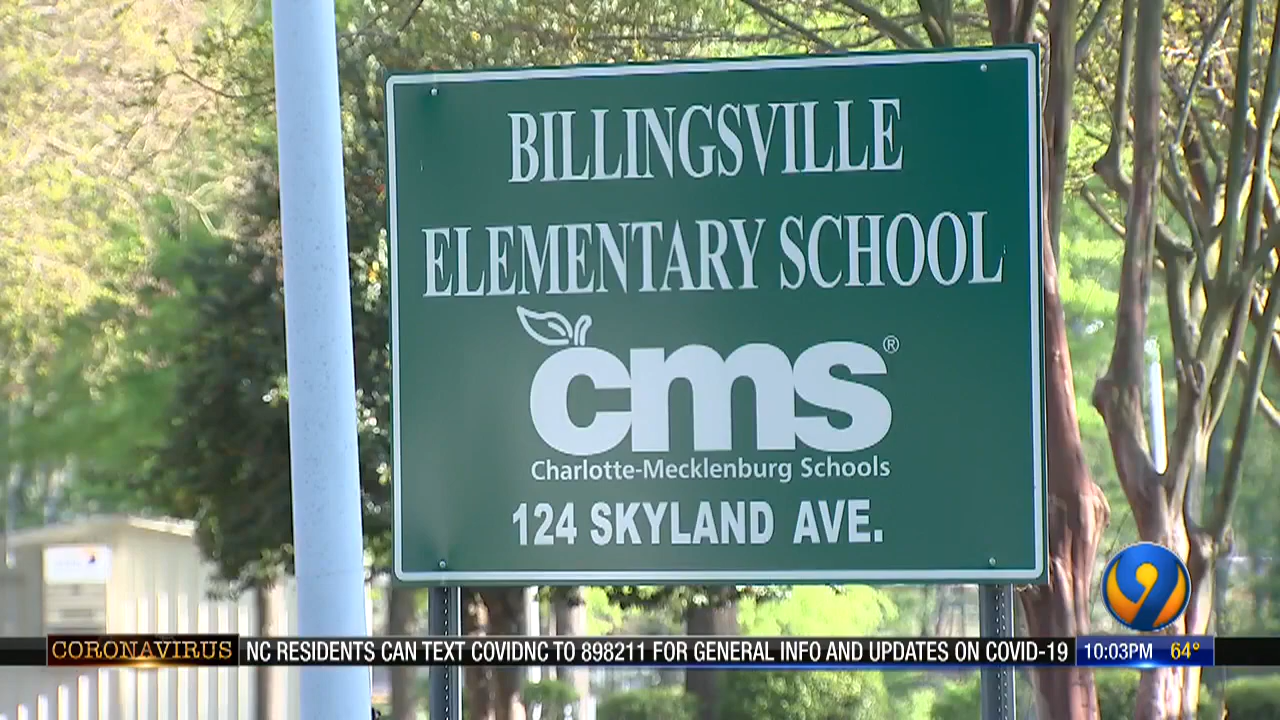 BILLINGSVILLE
ELEMENTARY SCHOOL
cms®
Charlotte-Mecklenburg Schools
124 SKYLAND AVE.
9
CORONAVIRUS NC RESIDENTS CAN TEXT COVIDNC TO 898211 FOR GENERAL INFO AND UPDATES ON COVID-19 10:03PM 64°